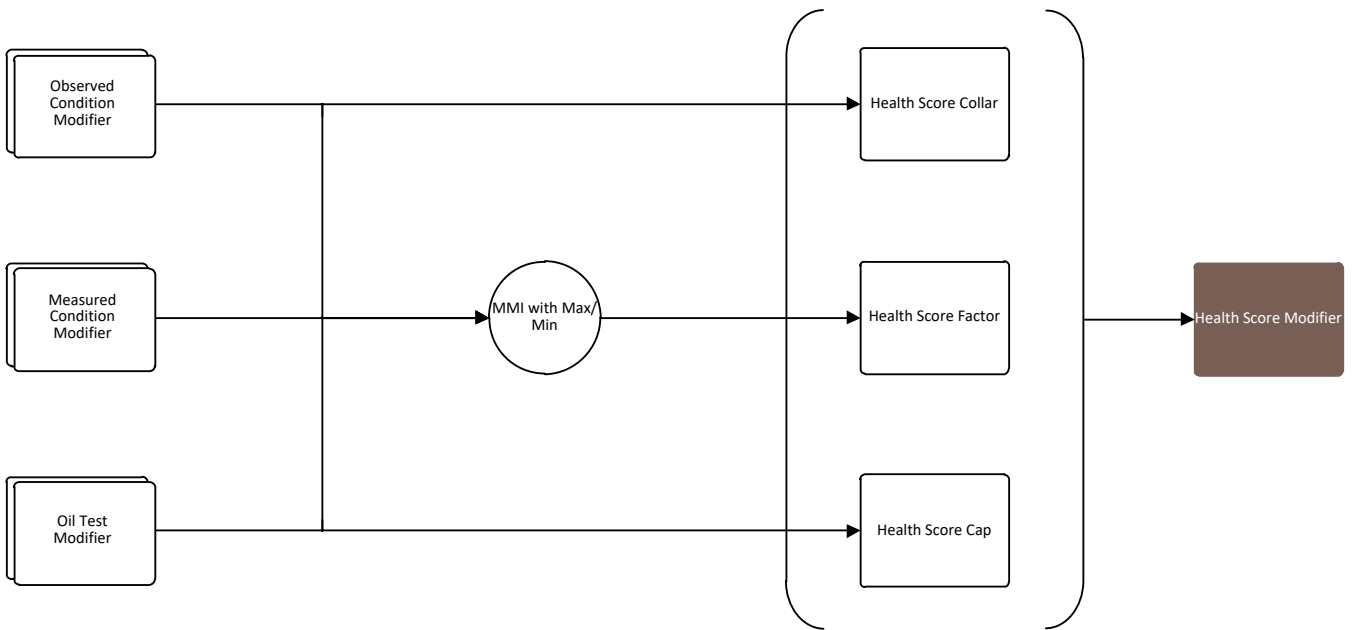 Observed
Condition
Modifier
Health Score Collar
Measured
Condition
Modifier
MMI with Max/
Min
Health Score Factor
Health Score Modifier
Oil Test
Modifier
Health Score Cap